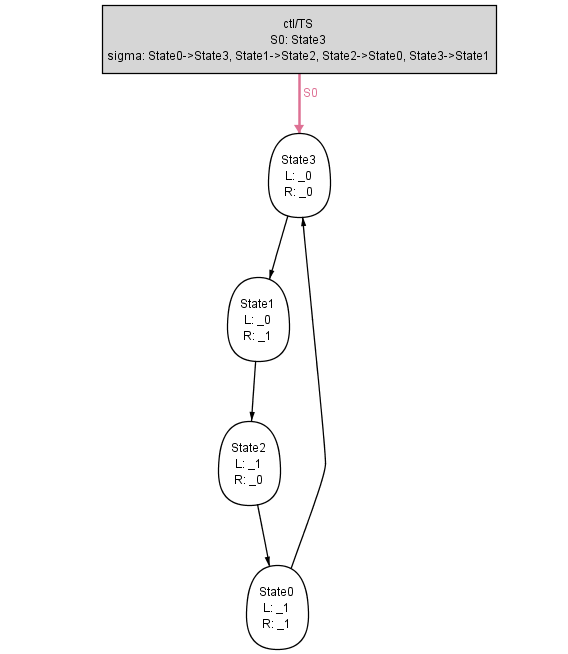 ctl/TS
S0: State3
sigma: State0->State3, State1->State2, State2->State0, State3->State1
S0
State3
L: _0
R: _0
State1
L: _0
R: _1
State2
L: _1
R: _0
State0
L: _1
R: _1